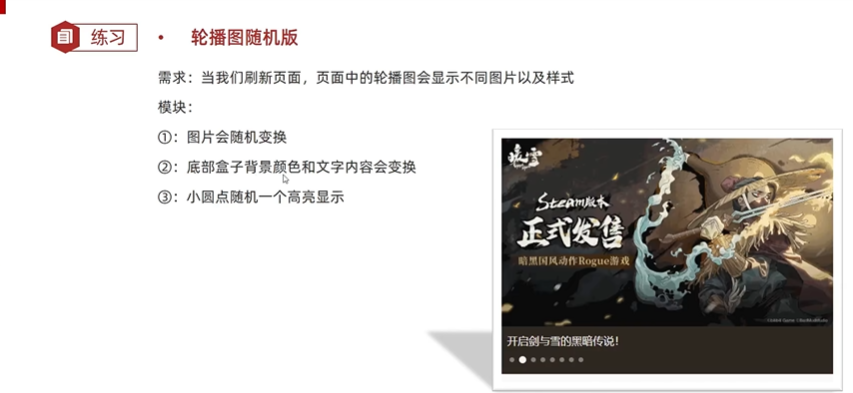 练习
• 轮播图随机版
需求：当我们刷新页面，页面中的轮播图会显示不同图片以及样式
模块：
①：图片会随机变换
②：底部盒子背景颜色和文字内容会变换
③：小圆点随机一个高亮显示
暗雪
Steam版本
正式发售
暗黑国风动作Rogue游戏
开启剑与雪的黑暗传说！